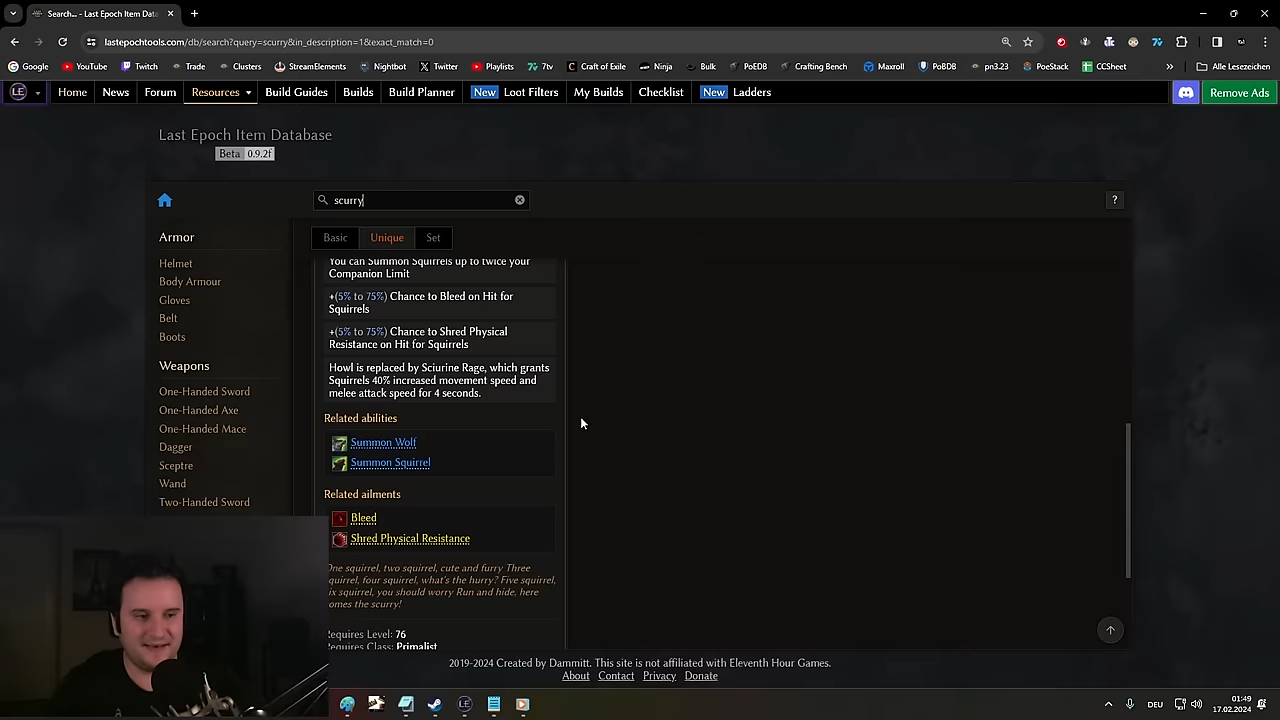 Search... - Last Epoch Item Data
lastepochtools.com/db/search?query=scurry&in_description=1&exact_match=0
Google YouTube Twitch Trade Clusters StreamElements Nightbot Twitter Playlists 7tv Craft of Exile Ninja Bulk PoEDB Crafting Bench Maxroll PoBDB pn3.23 PoeStack CCSheet » Alle Lesezeichen
Home News Forum Resources Build Guides Builds Build Planner New Loot Filters My Builds Checklist New Ladders Remove Ads
Last Epoch Item Database
Beta 0.9.2f
scurry
?
Armor
Helmet
Body Armour
Gloves
Belt
Boots
Weapons
One-Handed Sword
One-Handed Axe
One-Handed Mace
Dagger
Sceptre
Wand
Two-Handed Sword
Basic Unique Set
You can Summon Squirrels up to twice your
Companion Limit
+(5% to 75%) Chance to Bleed on Hit for
Squirrels
+(5% to 75%) Chance to Shred Physical
Resistance on Hit for Squirrels
Howl is replaced by Sciurine Rage, which grants
Squirrels 40% increased movement speed and
melee attack speed for 4 seconds.
Related abilities
Summon Wolf
Summon Squirrel
Related ailments
Bleed
Shred Physical Resistance
One squirrel, two squirrel, cute and furry Three
quirrel, four squirrel, what's the hurry? Five squirrel,
ix squirrel, you should worry Run and hide, here
omes the scurry!
equires Level: 76
equires Class: Primalist
2019-2024 Created by Dammitt. This site is not affiliated with Eleventh Hour Games.
About Contact Privacy Donate
DEU
01:49
17.02.2024